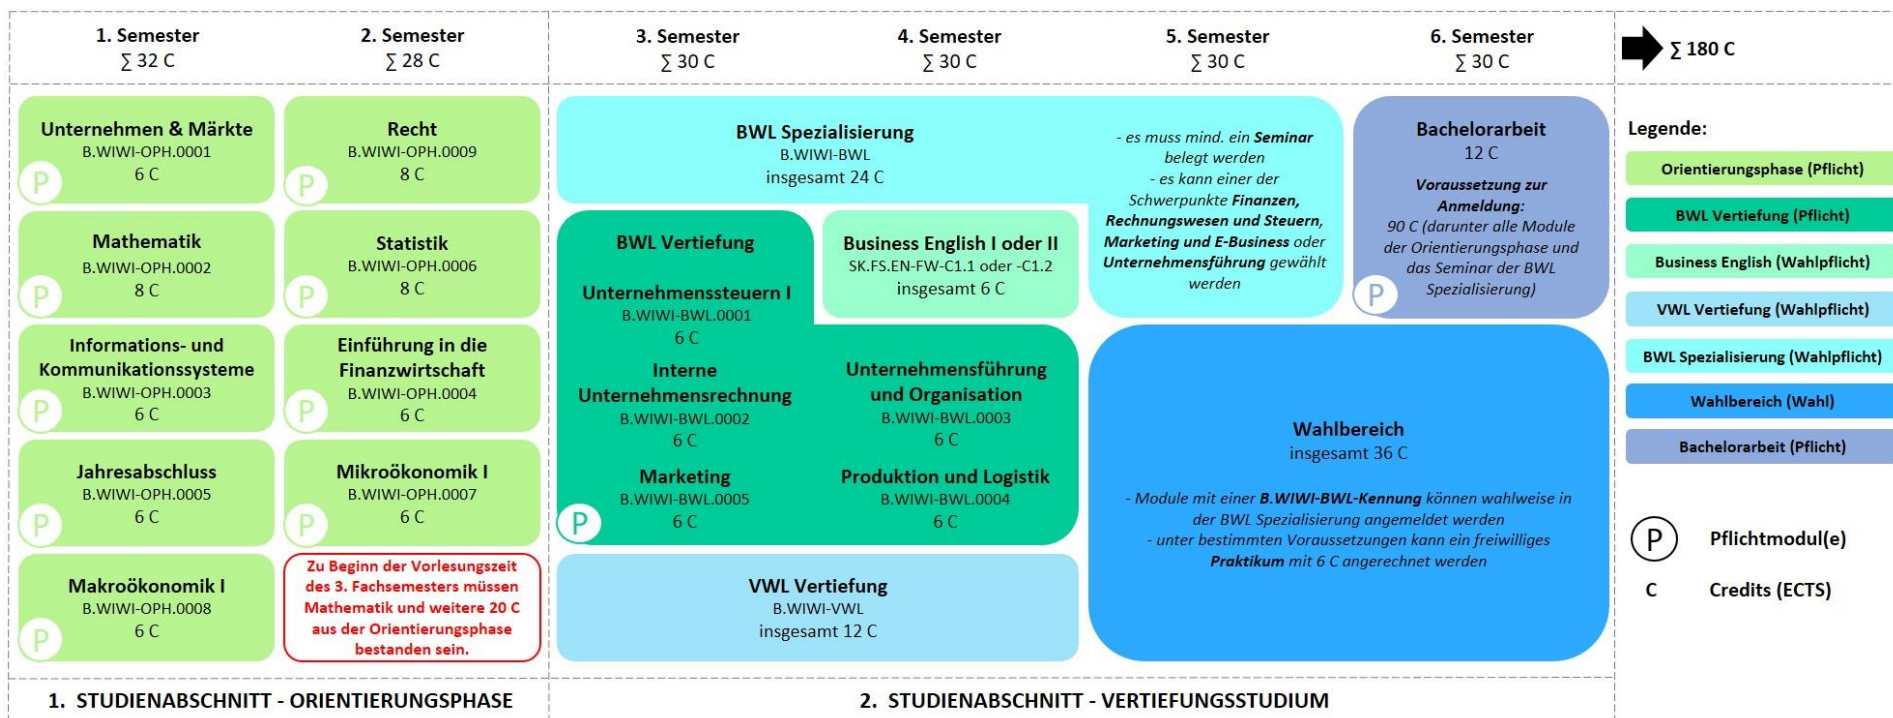 1. Semester
∑ 32 C
2. Semester
∑ 28 C
3. Semester
∑ 30 C
4. Semester
∑ 30 C
5. Semester
∑ 30 C
6. Semester
∑ 30 C
∑ 180 C
Unternehmen & Märkte
B.WIWI-OPH.0001
6 C
P
Mathematik
B.WIWI-OPH.0002
8 C
P
Informations- und
Kommunikationssysteme
B.WIWI-OPH.0003
6 C
P
Jahresabschluss
B.WIWI-OPH.0005
6 C
P
Makroökonomik I
B.WIWI-OPH.0008
6 C
P
Recht
B.WIWI-OPH.0009
8 C
P
Statistik
B.WIWI-OPH.0006
8 C
P
Einführung in die
Finanzwirtschaft
B.WIWI-OPH.0004
6 C
P
Mikroökonomik I
B.WIWI-OPH.0007
6 C
P
Zu Beginn der Vorlesungszeit
des 3. Fachsemesters müssen
Mathematik und weitere 20 C
aus der Orientierungsphase
bestanden sein.
BWL Spezialisierung
B.WIWI-BWL
insgesamt 24 C
- es muss mind. ein Seminar
belegt werden
- es kann einer der
Schwerpunkte Finanzen,
Rechnungswesen und Steuern,
Marketing und E-Business oder
Unternehmensführung gewählt
werden
BWL Vertiefung
Unternehmenssteuern I
B.WIWI-BWL.0001
6 C
Interne
Unternehmensrechnung
B.WIWI-BWL.0002
6 C
Marketing
B.WIWI-BWL.0005
6 C
P
Business English I oder II
SK.FS.EN-FW-C1.1 oder -C1.2
insgesamt 6 C
Unternehmensführung
und Organisation
B.WIWI-BWL.0003
6 C
Produktion und Logistik
B.WIWI-BWL.0004
6 C
VWL Vertiefung
B.WIWI-VWL
insgesamt 12 C
Bachelorarbeit
12 C
Voraussetzung zur
Anmeldung:
90 C (darunter alle Module
der Orientierungsphase und
das Seminar der BWL
Spezialisierung)
P
Wahlbereich
insgesamt 36 C
- Module mit einer B.WIWI-BWL-Kennung können wahlweise in
der BWL Spezialisierung angemeldet werden
- unter bestimmten Voraussetzungen kann ein freiwilliges
Praktikum mit 6 C angerechnet werden
Legende:
Orientierungsphase (Pflicht)
BWL Vertiefung (Pflicht)
Business English (Wahlpflicht)
VWL Vertiefung (Wahlpflicht)
BWL Spezialisierung (Wahlpflicht)
Wahlbereich (Wahl)
Bachelorarbeit (Pflicht)
P Pflichtmodul(e)
C Credits (ECTS)
1. STUDIENABSCHNITT - ORIENTIERUNGSPHASE
2. STUDIENABSCHNITT - VERTIEFUNGSSTUDIUM